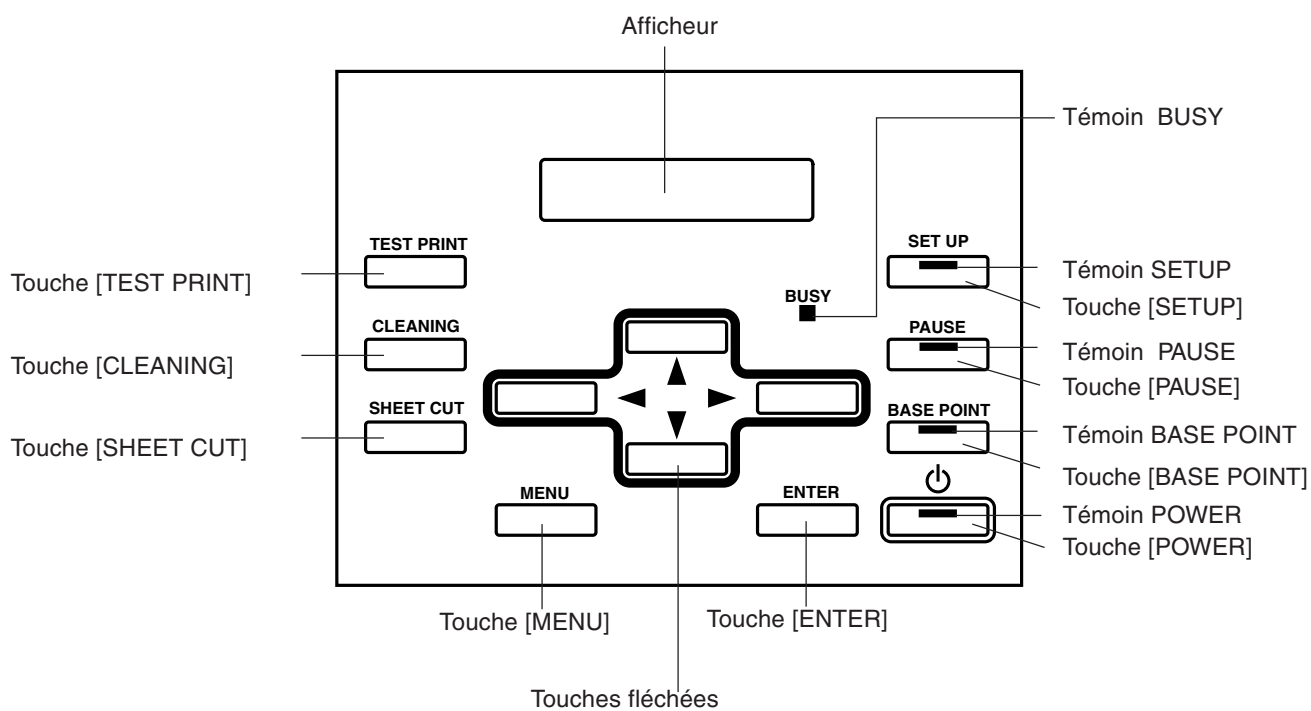 Afficheur
Témoin BUSY
TEST PRINT
SET UP
Touche [TEST PRINT]
Témoin SETUP
BUSY
Touche [SETUP]
CLEANING
PAUSE
Touche [CLEANING]
Témoin PAUSE
Touche [PAUSE]
SHEET CUT
BASE POINT
Touche [SHEET CUT]
Témoin BASE POINT
Touche [BASE POINT]
MENU
ENTER
Témoin POWER
Touche [POWER]
Touche [MENU]
Touche [ENTER]
Touches fléchées